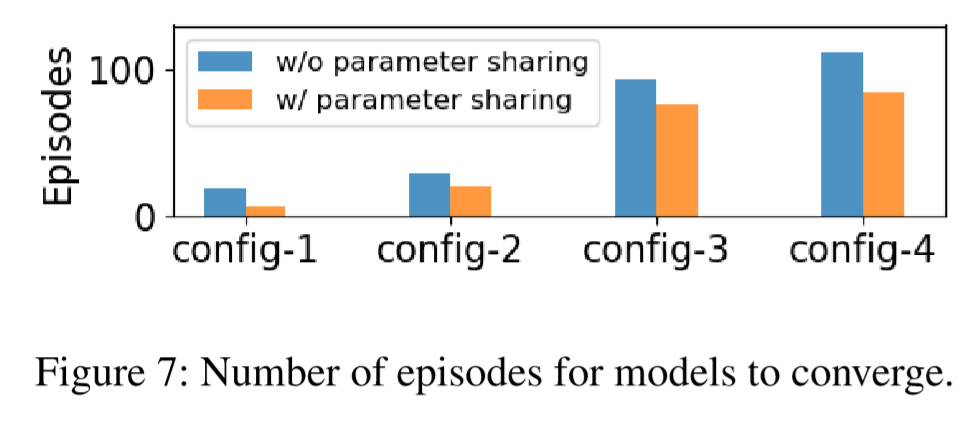 Episodes
100
0
w/o parameter sharing
w/ parameter sharing
config-1 config-2 config-3 config-4
Figure 7: Number of episodes for models to converge.